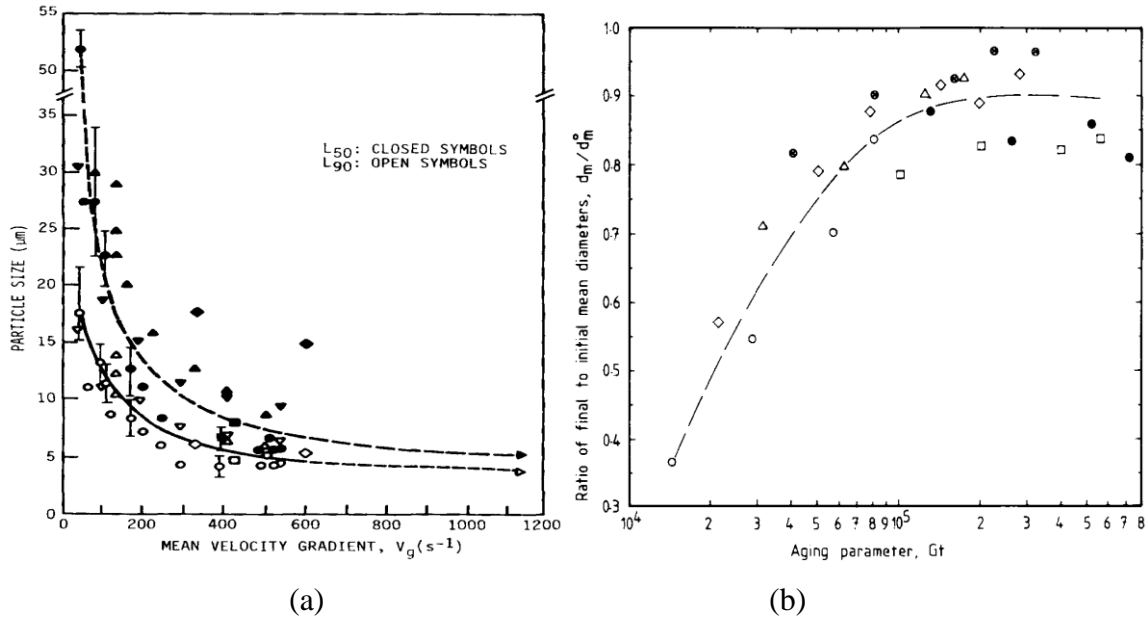 55
50
35
30
25
20
15
10
5
0
PARTICLE SIZE (μm)
L50: CLOSED SYMBOLS
L90: OPEN SYMBOLS
0 200 400 600 800 1000 1200
MEAN VELOCITY GRADIENT, Vg(s-1)
(a)
1.0
0.9
0.8
0.7
0.6
0.5
0.4
0.3
Ratio of final to initial mean diameters, dm/d°m
10⁴ 2 3 4 5 6 7 8 9 10⁵ 2 3 4 5 6 7 8
Aging parameter, Gt
(b)